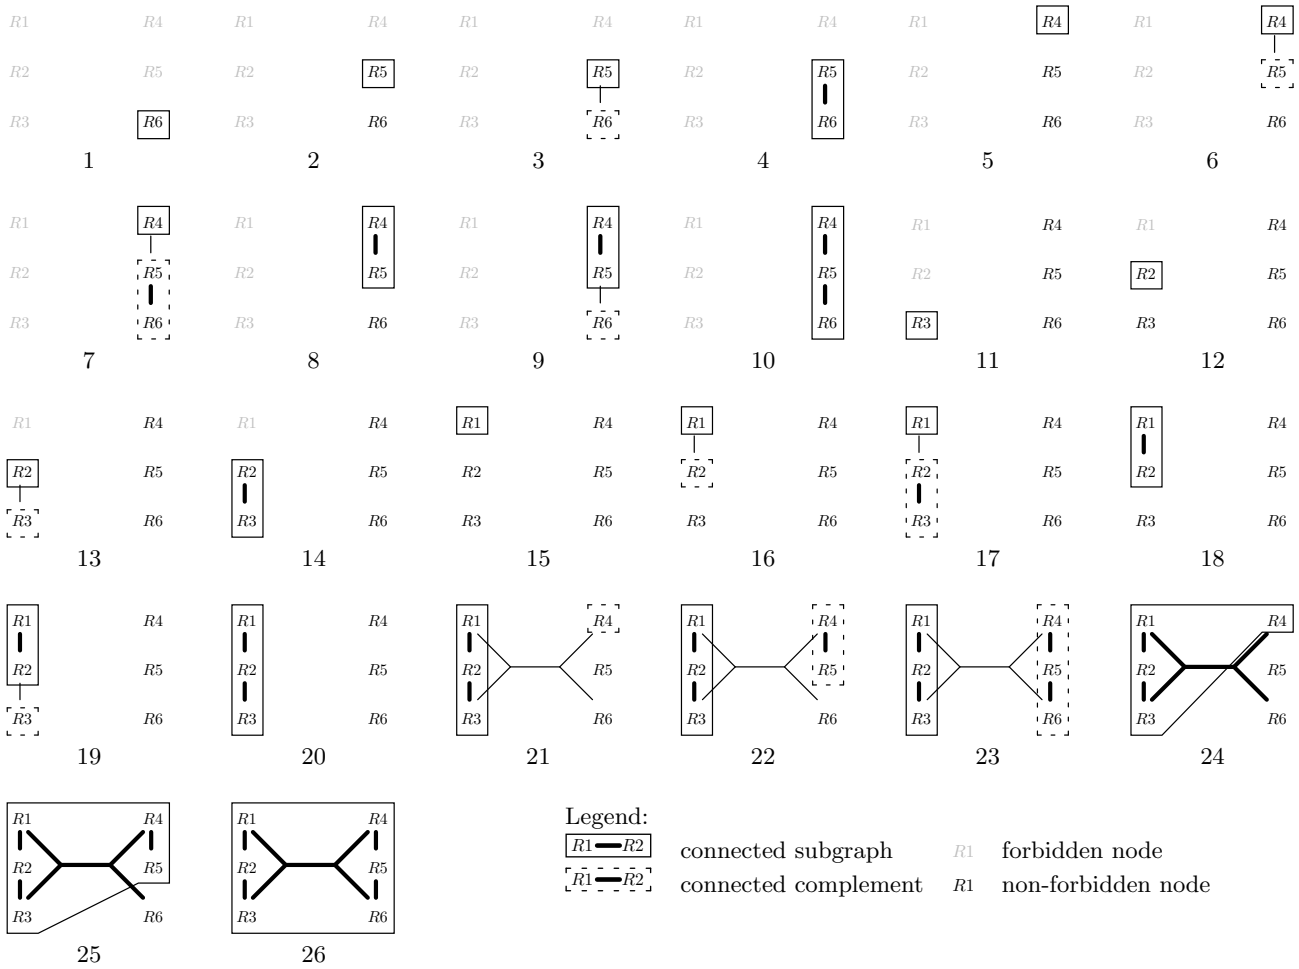 R1 R4 R1 R4 R1 R4 R1 R4 R1 R4 R1 R4
R2 R5 R2 R5 R2 R5 R2 R5 R2 R5 R2 R5
R3 R6 R3 R6 R3 R6 R3 R6 R3 R6 R3 R6
1 2 3 4 5 6
R1 R4 R1 R4 R1 R4 R1 R4 R1 R4 R1 R4
R2 R5 R2 R5 R2 R5 R2 R5 R2 R5 R2 R5
R3 R6 R3 R6 R3 R6 R3 R6 R3 R6 R3 R6
7 8 9 10 11 12
R1 R4 R1 R4 R1 R4 R1 R4 R1 R4 R1 R4
R2 R5 R2 R5 R2 R5 R2 R5 R2 R5 R2 R5
R3 R6 R3 R6 R3 R6 R3 R6 R3 R6 R3 R6
13 14 15 16 17 18
R1 R4 R1 R4 R1 R4 R1 R4 R1 R4 R1 R4
R2 R5 R2 R5 R2 R5 R2 R5 R2 R5 R2 R5
R3 R6 R3 R6 R3 R6 R3 R6 R3 R6 R3 R6
19 20 21 22 23 24
R1 R4 R1 R4
R2 R5 R2 R5
R3 R6 R3 R6
25 26
Legend:
R1 R2 connected subgraph R1 forbidden node
R1 R2 connected complement R1 non-forbidden node